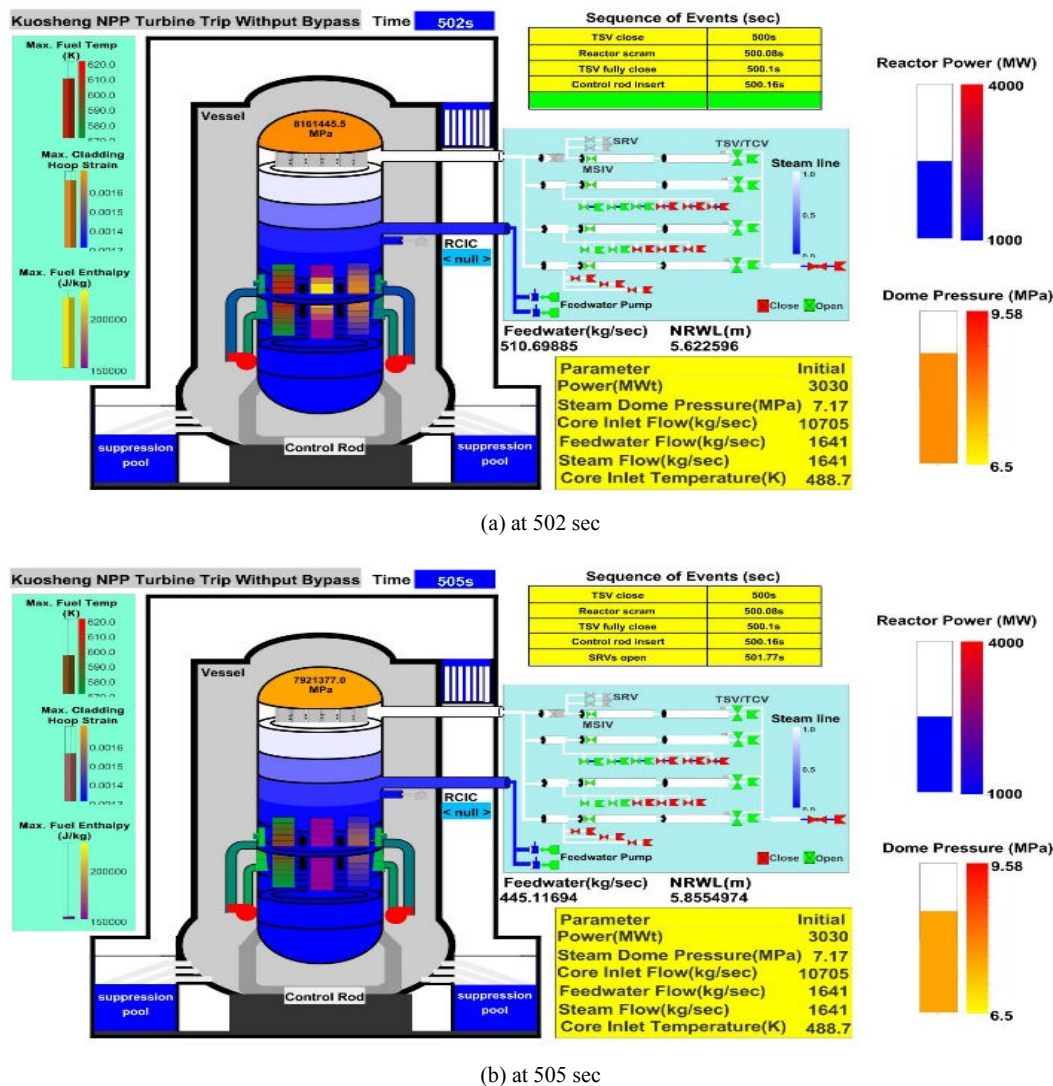 Kuosheng NPP Turbine Trip Withput Bypass Time 502s
Max. Fuel Temp
(K)
620.0
610.0
600.0
590.0
580.0
Max. Cladding
Hoop Strain
0.0016
0.0015
0.0014
Max. Fuel Enthalpy
(J/kg)
200000
150000
Vessel
8161445.5
MPa
RCIC
< null >
suppression
pool
Control Rod
suppression
pool
Sequence of Events (sec)
TSV close 500s
Reactor scram 500.08s
TSV fully close 500.1s
Control rod insert 500.16s
SRV
MSIV
TSV/TCV
Steam line
1.0
0.5
Feedwater Pump
Close Open
Feedwater(kg/sec) NRWL(m)
510.69885 5.622596
Parameter Initial
Power(MWt) 3030
Steam Dome Pressure(MPa) 7.17
Core Inlet Flow(kg/sec) 10705
Feedwater Flow(kg/sec) 1641
Steam Flow(kg/sec) 1641
Core Inlet Temperature(K) 488.7
Reactor Power (MW)
4000
1000
Dome Pressure (MPa)
9.58
6.5
(a) at 502 sec
Kuosheng NPP Turbine Trip Withput Bypass Time 505s
Max. Fuel Temp
(K)
620.0
610.0
600.0
590.0
580.0
Max. Cladding
Hoop Strain
0.0016
0.0015
0.0014
Max. Fuel Enthalpy
(J/kg)
200000
150000
Vessel
7921377.0
MPa
RCIC
< null >
suppression
pool
Control Rod
suppression
pool
Sequence of Events (sec)
TSV close 500s
Reactor scram 500.08s
TSV fully close 500.1s
Control rod insert 500.16s
SRVs open 501.77s
SRV
MSIV
TSV/TCV
Steam line
1.0
0.5
Feedwater Pump
Close Open
Feedwater(kg/sec) NRWL(m)
445.11694 5.8554974
Parameter Initial
Power(MWt) 3030
Steam Dome Pressure(MPa) 7.17
Core Inlet Flow(kg/sec) 10705
Feedwater Flow(kg/sec) 1641
Steam Flow(kg/sec) 1641
Core Inlet Temperature(K) 488.7
Reactor Power (MW)
4000
1000
Dome Pressure (MPa)
9.58
6.5
(b) at 505 sec